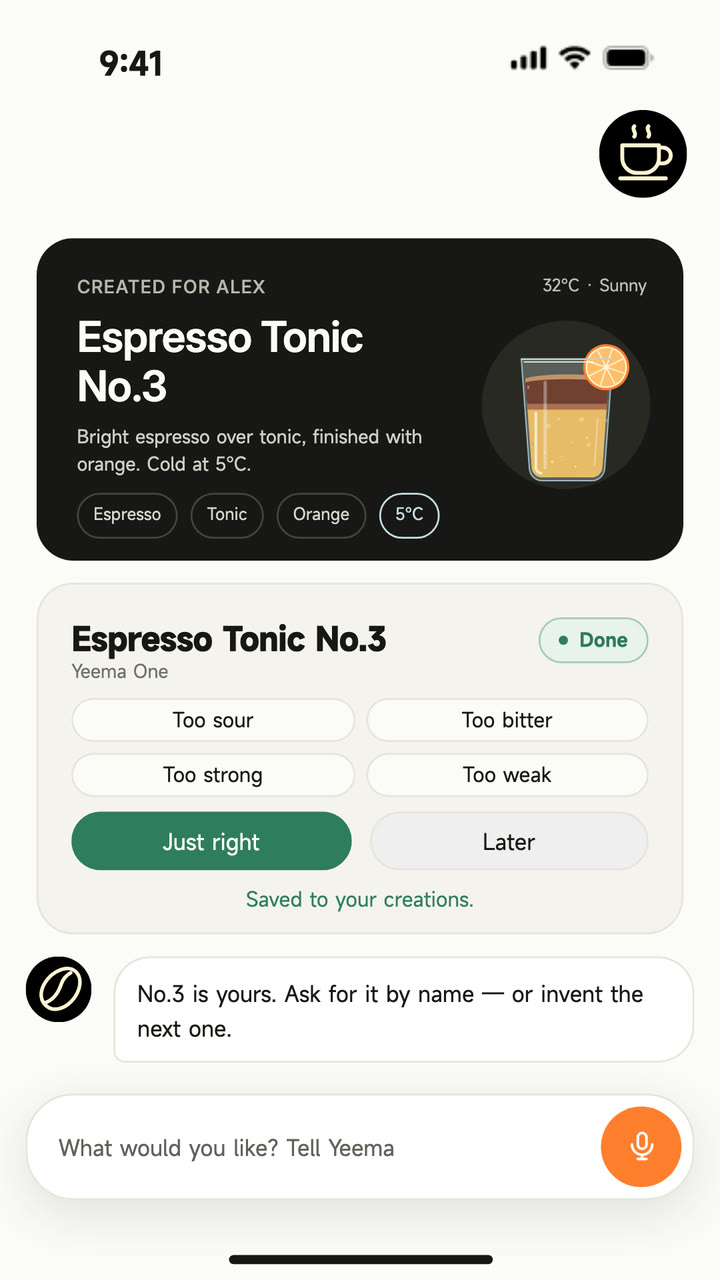 9:41
CREATED FOR ALEX
32°C · Sunny
Espresso Tonic
No.3
Bright espresso over tonic, finished with
orange. Cold at 5°C.
Espresso Tonic Orange 5°C
Espresso Tonic No.3
Done
Yeema One
Too sour Too bitter
Too strong Too weak
Just right Later
Saved to your creations.
No.3 is yours. Ask for it by name — or invent the
next one.
What would you like? Tell Yeema